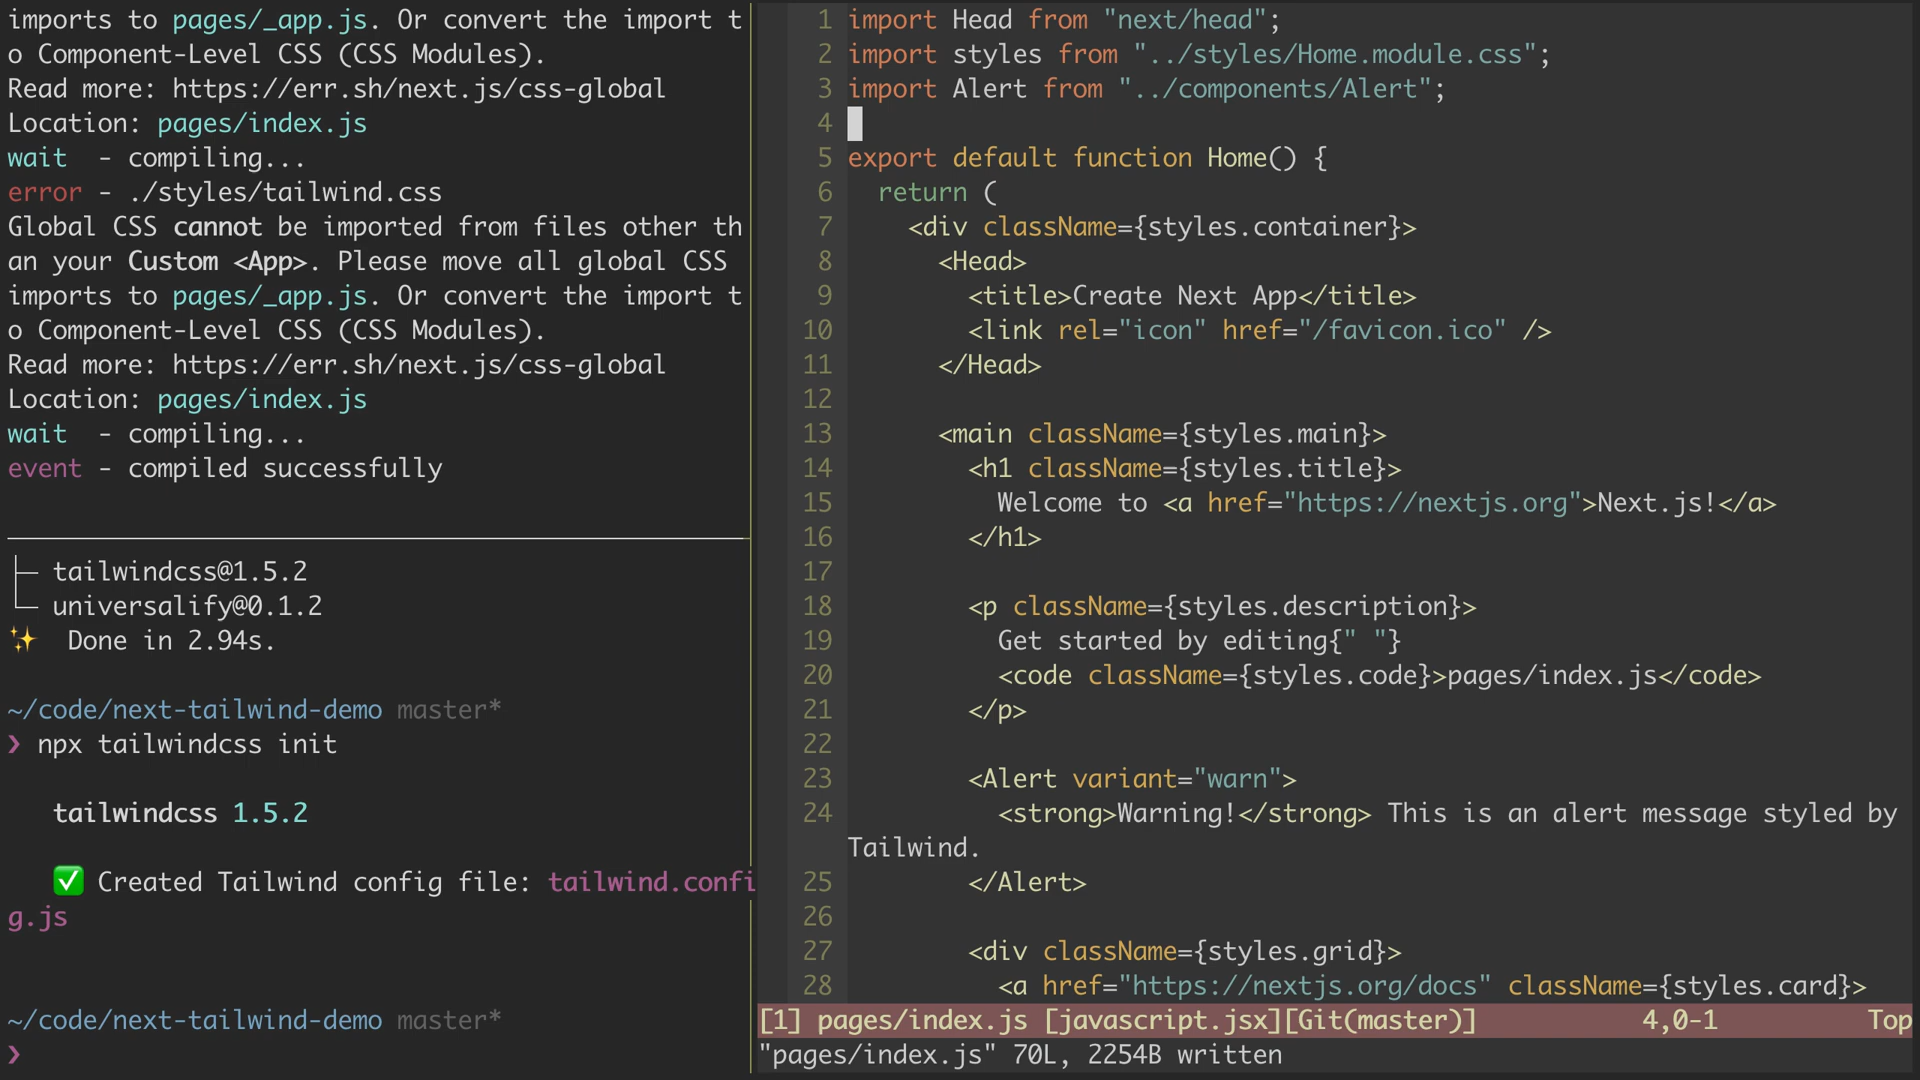 imports to pages/_app.js. Or convert the import t
o Component-Level CSS (CSS Modules).
Read more: https://err.sh/next.js/css-global
Location: pages/index.js
wait  - compiling...
error - ./styles/tailwind.css
Global CSS cannot be imported from files other th
an your Custom <App>. Please move all global CSS
imports to pages/_app.js. Or convert the import t
o Component-Level CSS (CSS Modules).
Read more: https://err.sh/next.js/css-global
Location: pages/index.js
wait  - compiling...
event - compiled successfully
├─ tailwindcss@1.5.2
└─ universalify@0.1.2
✨  Done in 2.94s.
~/code/next-tailwind-demo master*
❯ npx tailwindcss init
tailwindcss 1.5.2
✅ Created Tailwind config file: tailwind.confi
g.js
~/code/next-tailwind-demo master*
❯
1 import Head from "next/head";
2 import styles from "../styles/Home.module.css";
3 import Alert from "../components/Alert";
4
5 export default function Home() {
6   return (
7     <div className={styles.container}>
8       <Head>
9         <title>Create Next App</title>
10         <link rel="icon" href="/favicon.ico" />
11       </Head>
12
13       <main className={styles.main}>
14         <h1 className={styles.title}>
15           Welcome to <a href="https://nextjs.org">Next.js!</a>
16         </h1>
17
18         <p className={styles.description}>
19           Get started by editing{" "}
20           <code className={styles.code}>pages/index.js</code>
21         </p>
22
23         <Alert variant="warn">
24           <strong>Warning!</strong> This is an alert message styled by
Tailwind.
25         </Alert>
26
27         <div className={styles.grid}>
28           <a href="https://nextjs.org/docs" className={styles.card}>
[1] pages/index.js [javascript.jsx][Git(master)] 4,0-1 Top
"pages/index.js" 70L, 2254B written